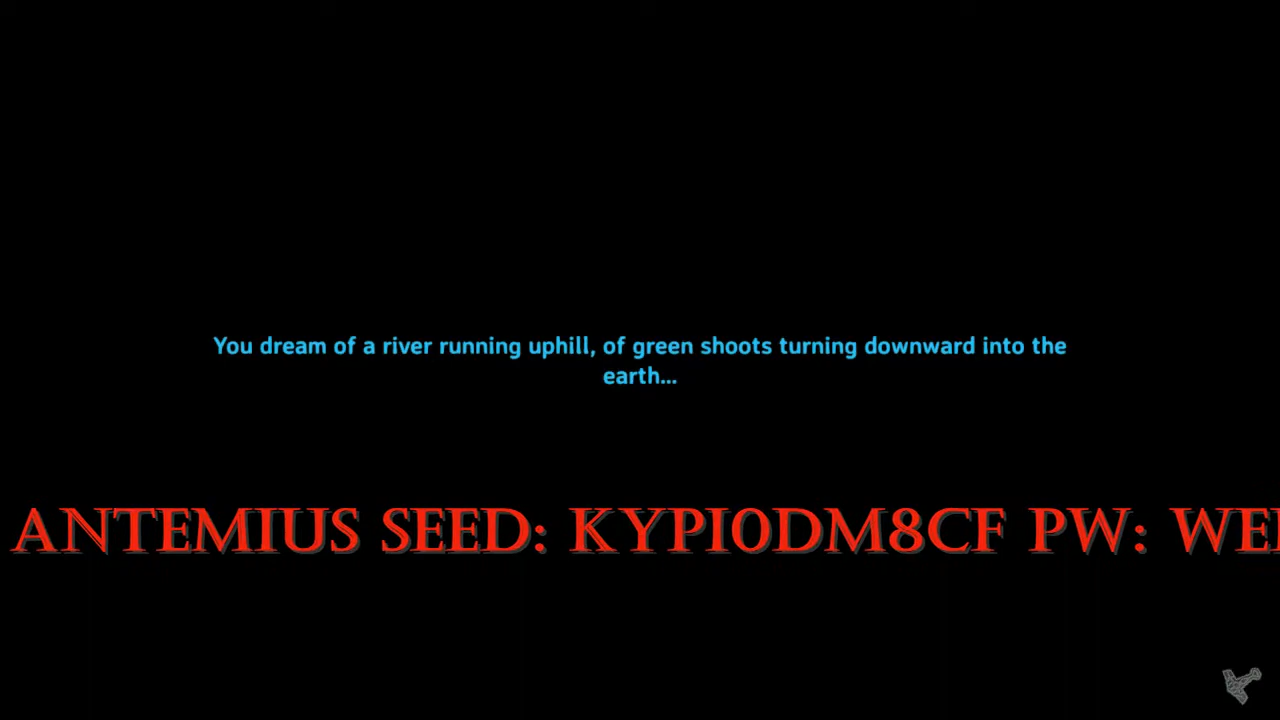 You dream of a river running uphill, of green shoots turning downward into the
earth...
ANTEMIUS SEED: KYPI0DM8CF PW: